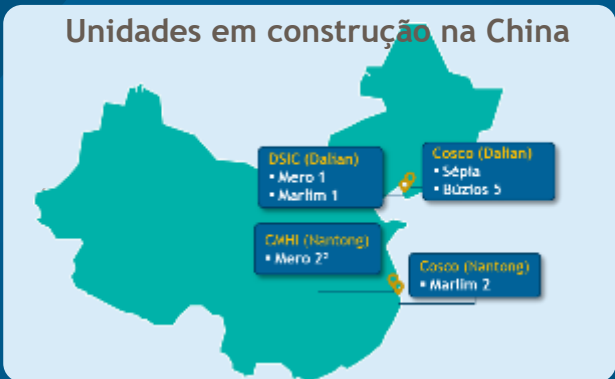 Unidades em construção na China
DSIC (Dalian)
• Mero 1
• Marlim 1
Cosco (Dalian)
• Sépia
• Búzios 5
CMHI (Nantong)
• Mero 2²
Cosco (Nantong)
• Marlim 2